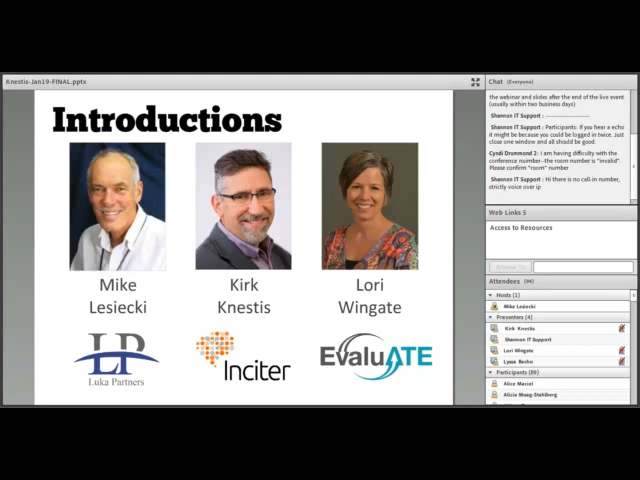 Knestis-Jan19-FINAL.pptx
Introductions
Mike
Lesiecki
Kirk
Knestis
Lori
Wingate
LP
Luka Partners
Inciter
EvaluATE
Chat (Everyone)
the webinar and slides after the end of the live event
(usually within two business days)
Shannon IT Support : ----------------------
Shannon IT Support : Participants: If you hear a
echo it might be because you could be logged in twice. Just
close one window and all should be good.
Cyndi Drummond 2: I am having difficulty with the
conference number--the room number is "invalid".
Please confirm "room" number
Shannon IT Support : Hi there is no call-in number,
strictly voice over ip
Web Links 5
Access to Resources
Browse To
Attendees (94)
Hosts (1)
Mike Lesiecki
Presenters (4)
Kirk Knestis
Shannon IT Support
Lori Wingate
Lyssa Becho
Participants (89)
Alice Maciel
Alicia Moag-Stahlberg